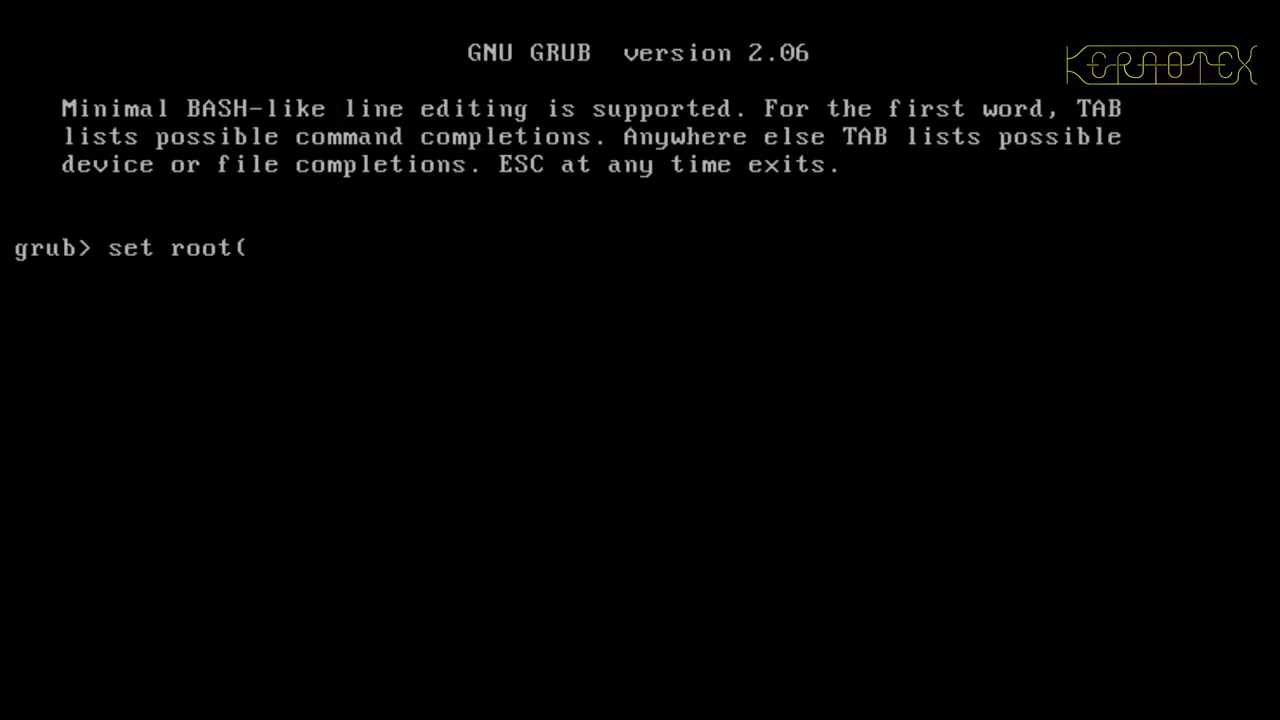 GNU GRUB version 2.06
KERNOTEX
Minimal BASH-like line editing is supported. For the first word, TAB
lists possible command completions. Anywhere else TAB lists possible
device or file completions. ESC at any time exits.
grub> set root(